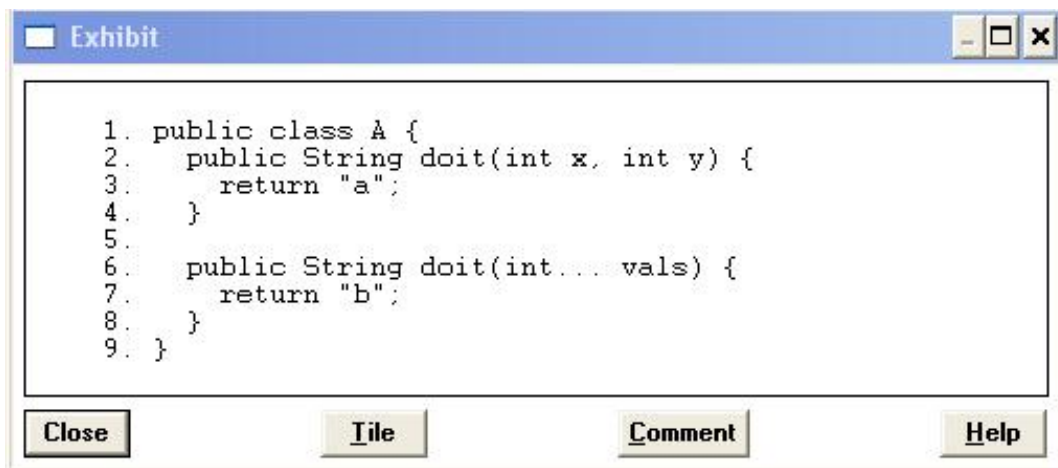 Exhibit
1. public class A {
2. public String doit(int x, int y) {
3. return "a";
4. }
5.
6. public String doit(int... vals) {
7. return "b";
8. }
9. }
Close Tile Comment Help